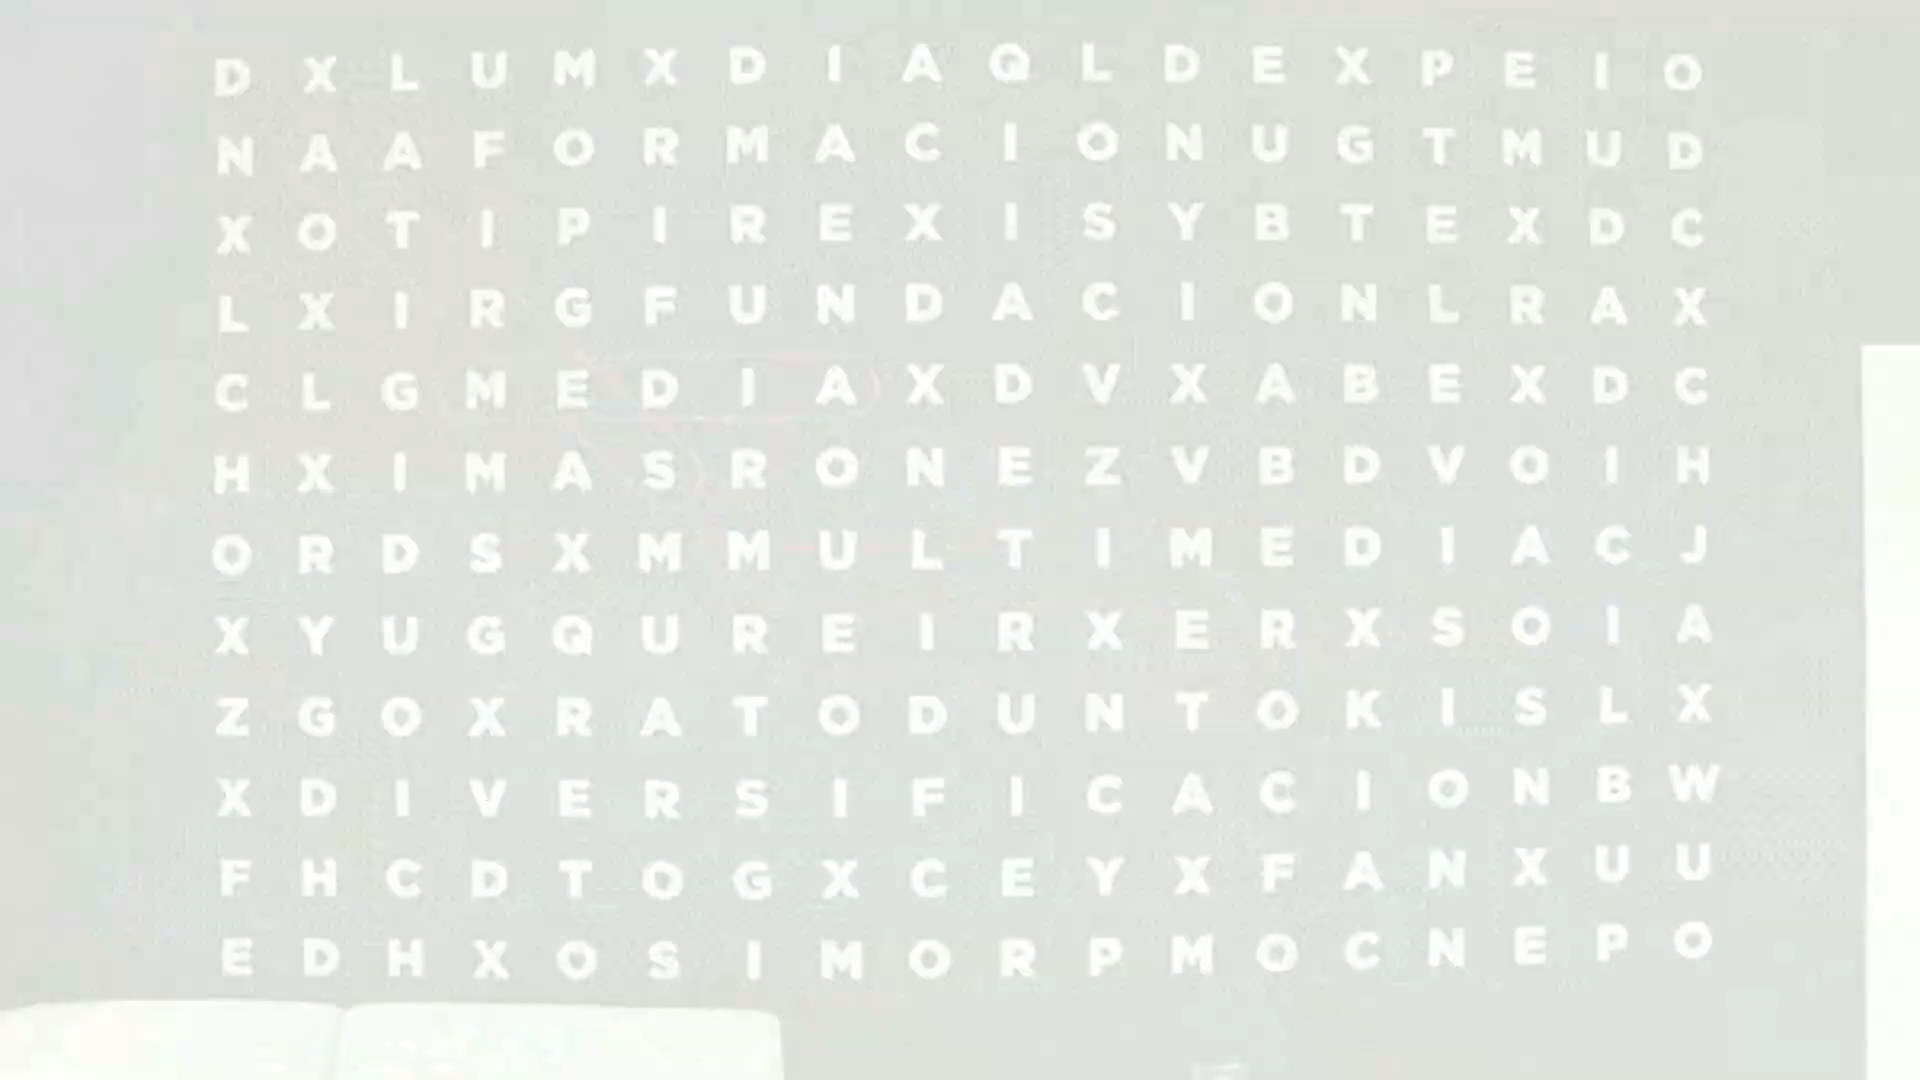 D X L U M X D I A Q L D E X P E I O
N A A F O R M A C I O N U G T M U D
X O T I P I R E X I S Y B T E X D C
L X I R G F U N D A C I O N L R A X
C L G M E D I A X D V X A B E X D C
H X I M A S R O N E Z V B D V O I H
O R D S X M M U L T I M E D I A C J
X Y U G Q U R E I R X E R X S O I A
Z G O X R A T O D U N T O K I S L X
X D I V E R S I F I C A C I O N B W
F H C D T O G X C E Y X F A N X U U
E D H X O S I M O R P M O C N E P O